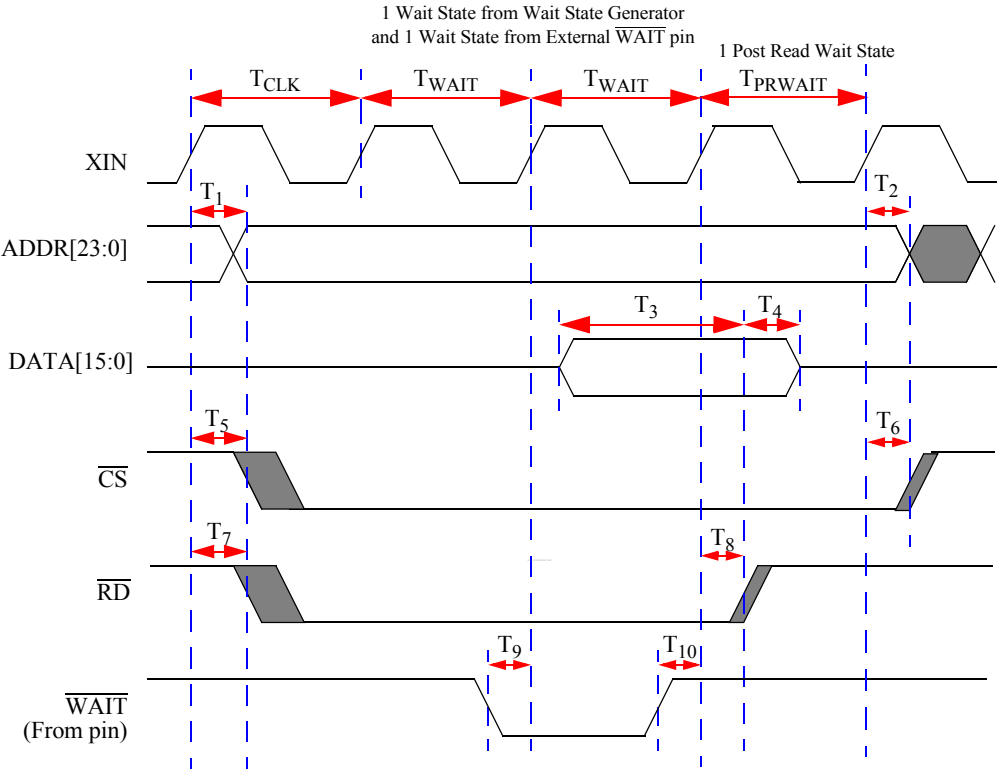 1 Wait State from Wait State Generator
and 1 Wait State from External WAIT pin
1 Post Read Wait State
TCLK
TWAIT
TWAIT
TPRWAIT
XIN
T1
T2
ADDR[23:0]
T3
T4
DATA[15:0]
T5
T6
CS
T7
T8
RD
T9
T10
WAIT
(From pin)